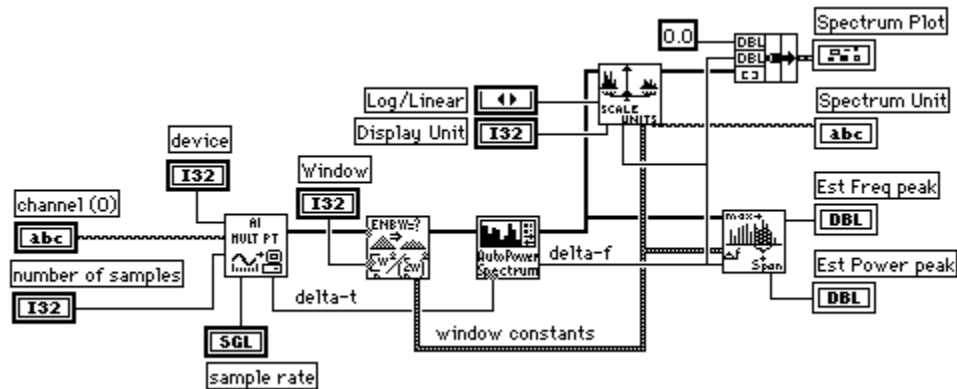 Spectrum Plot
0.0
DBL
DBL
[ ]
Log/Linear
SCALE
UNITS
Spectrum Unit
abc
Display Unit
I32
device
I32
Window
I32
Est Freq peak
DBL
channel (0)
abc
AI
MULT PT
ENBW=?
AutoPower
Spectrum
delta-f
max
Δf
Span
number of samples
I32
delta-t
Est Power peak
DBL
window constants
SGL
sample rate